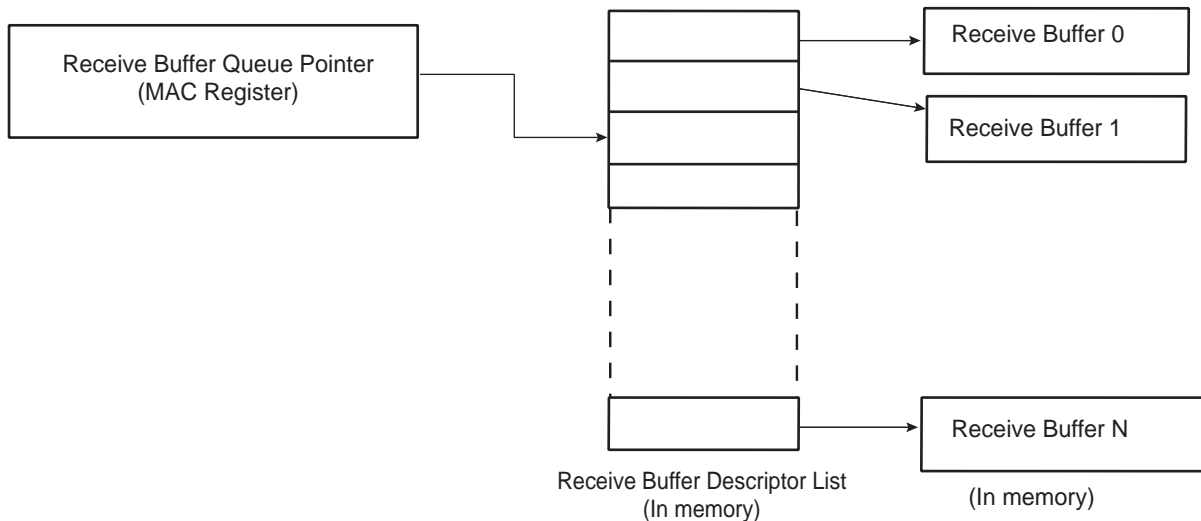 Receive Buffer Queue Pointer
(MAC Register)
Receive Buffer 0
Receive Buffer 1
Receive Buffer N
Receive Buffer Descriptor List
(In memory)
(In memory)